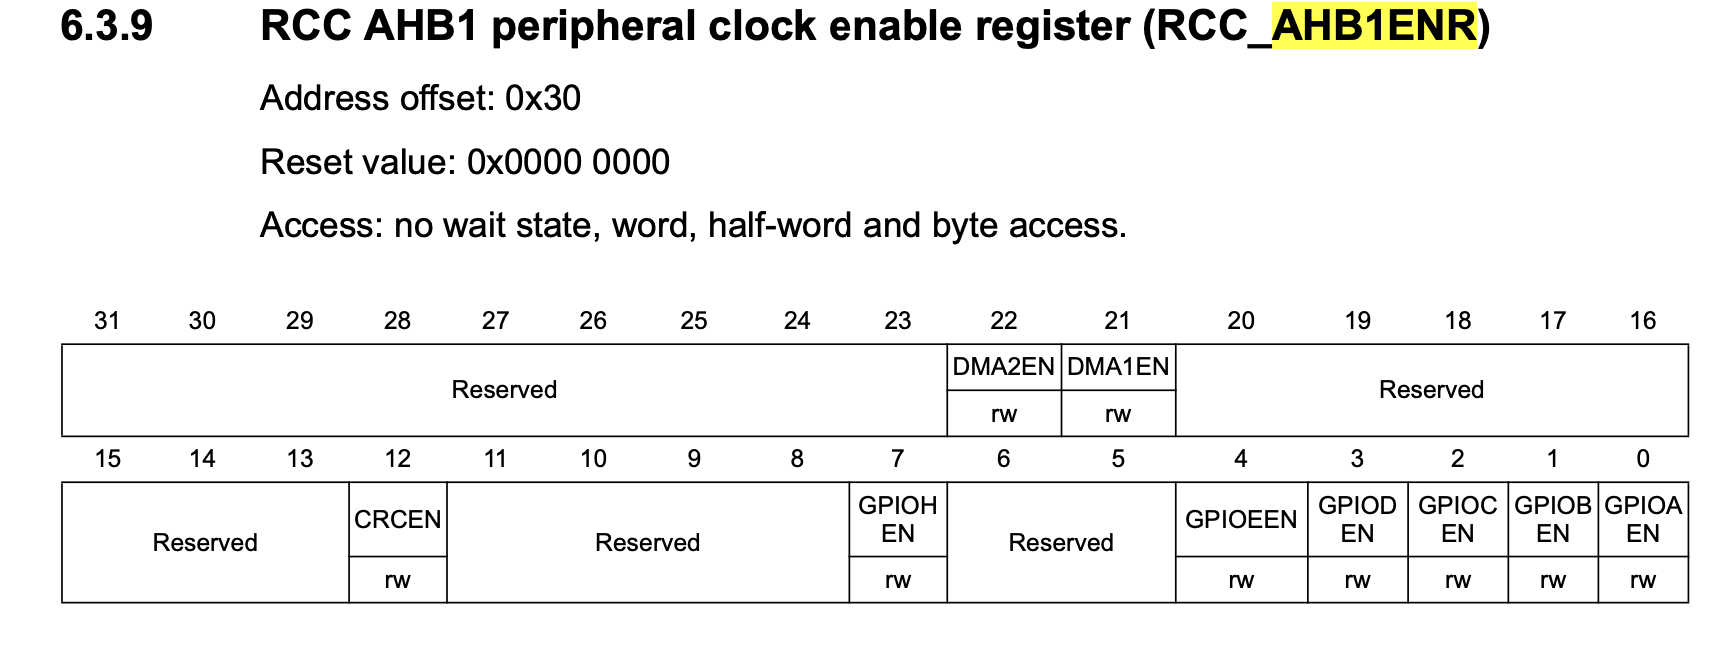 6.3.9 RCC AHB1 peripheral clock enable register (RCC_AHB1ENR)
Address offset: 0x30
Reset value: 0x0000 0000
Access: no wait state, word, half-word and byte access.
31 30 29 28 27 26 25 24 23 22 21 20 19 18 17 16
Reserved DMA2EN DMA1EN Reserved
rw rw
15 14 13 12 11 10 9 8 7 6 5 4 3 2 1 0
Reserved CRCEN Reserved GPIOH EN Reserved GPIOEEN GPIOD EN GPIOC EN GPIOB EN GPIOA EN
rw rw rw rw rw rw rw